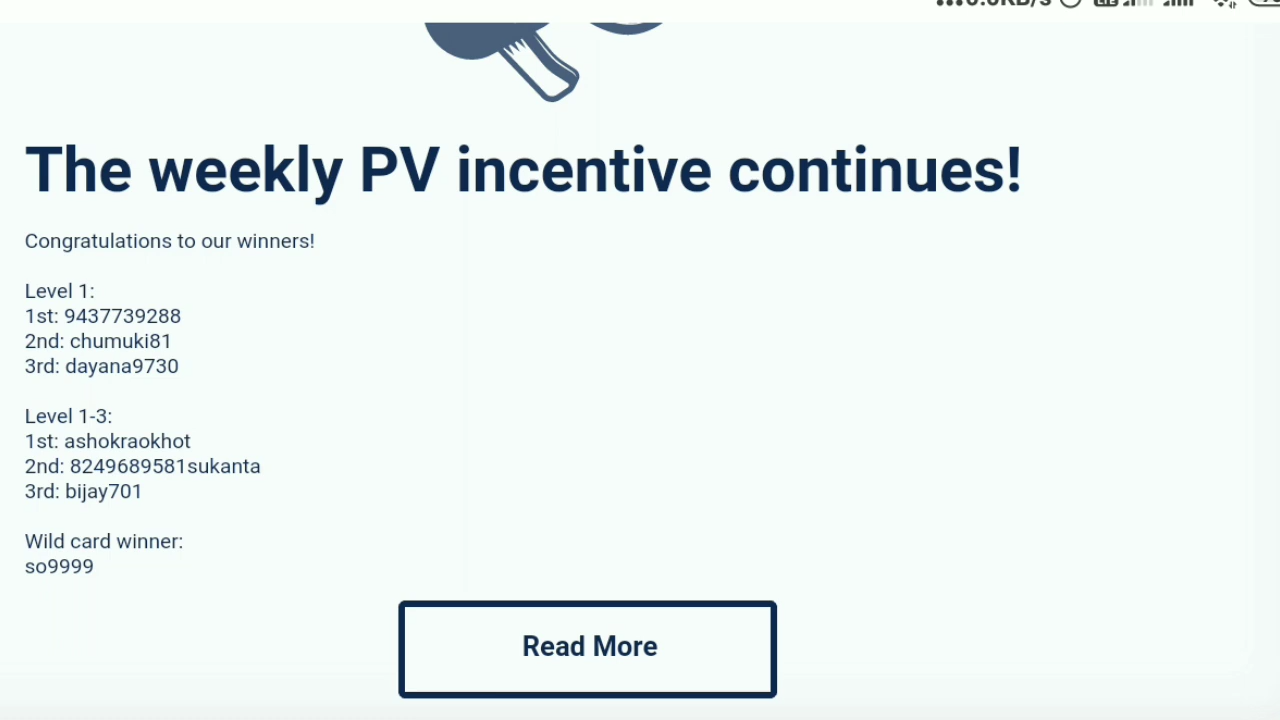 The weekly PV incentive continues!
Congratulations to our winners!
Level 1:
1st: 9437739288
2nd: chumuki81
3rd: dayana9730
Level 1-3:
1st: ashokraokhot
2nd: 8249689581sukanta
3rd: bijay701
Wild card winner:
so9999
Read More